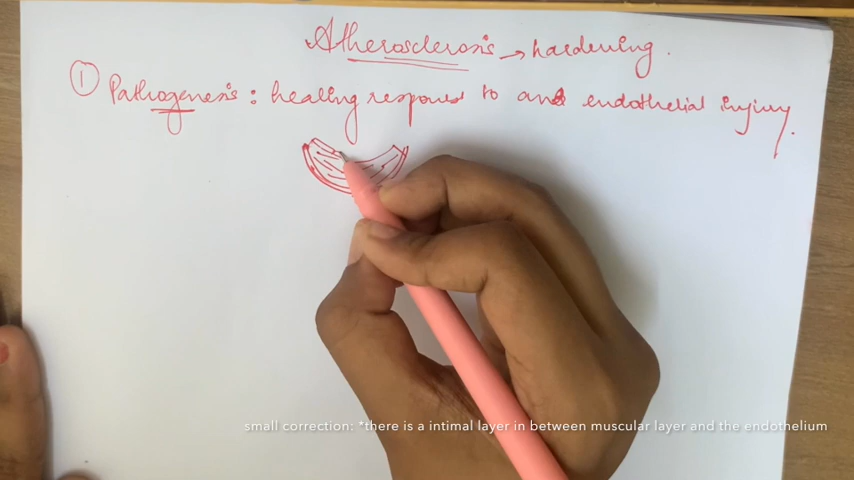 Atherosclerosis → hardening.
① Pathogenesis : healing response to and endothelial injury.
small correction: *there is a intimal layer in between muscular layer and the endothelium